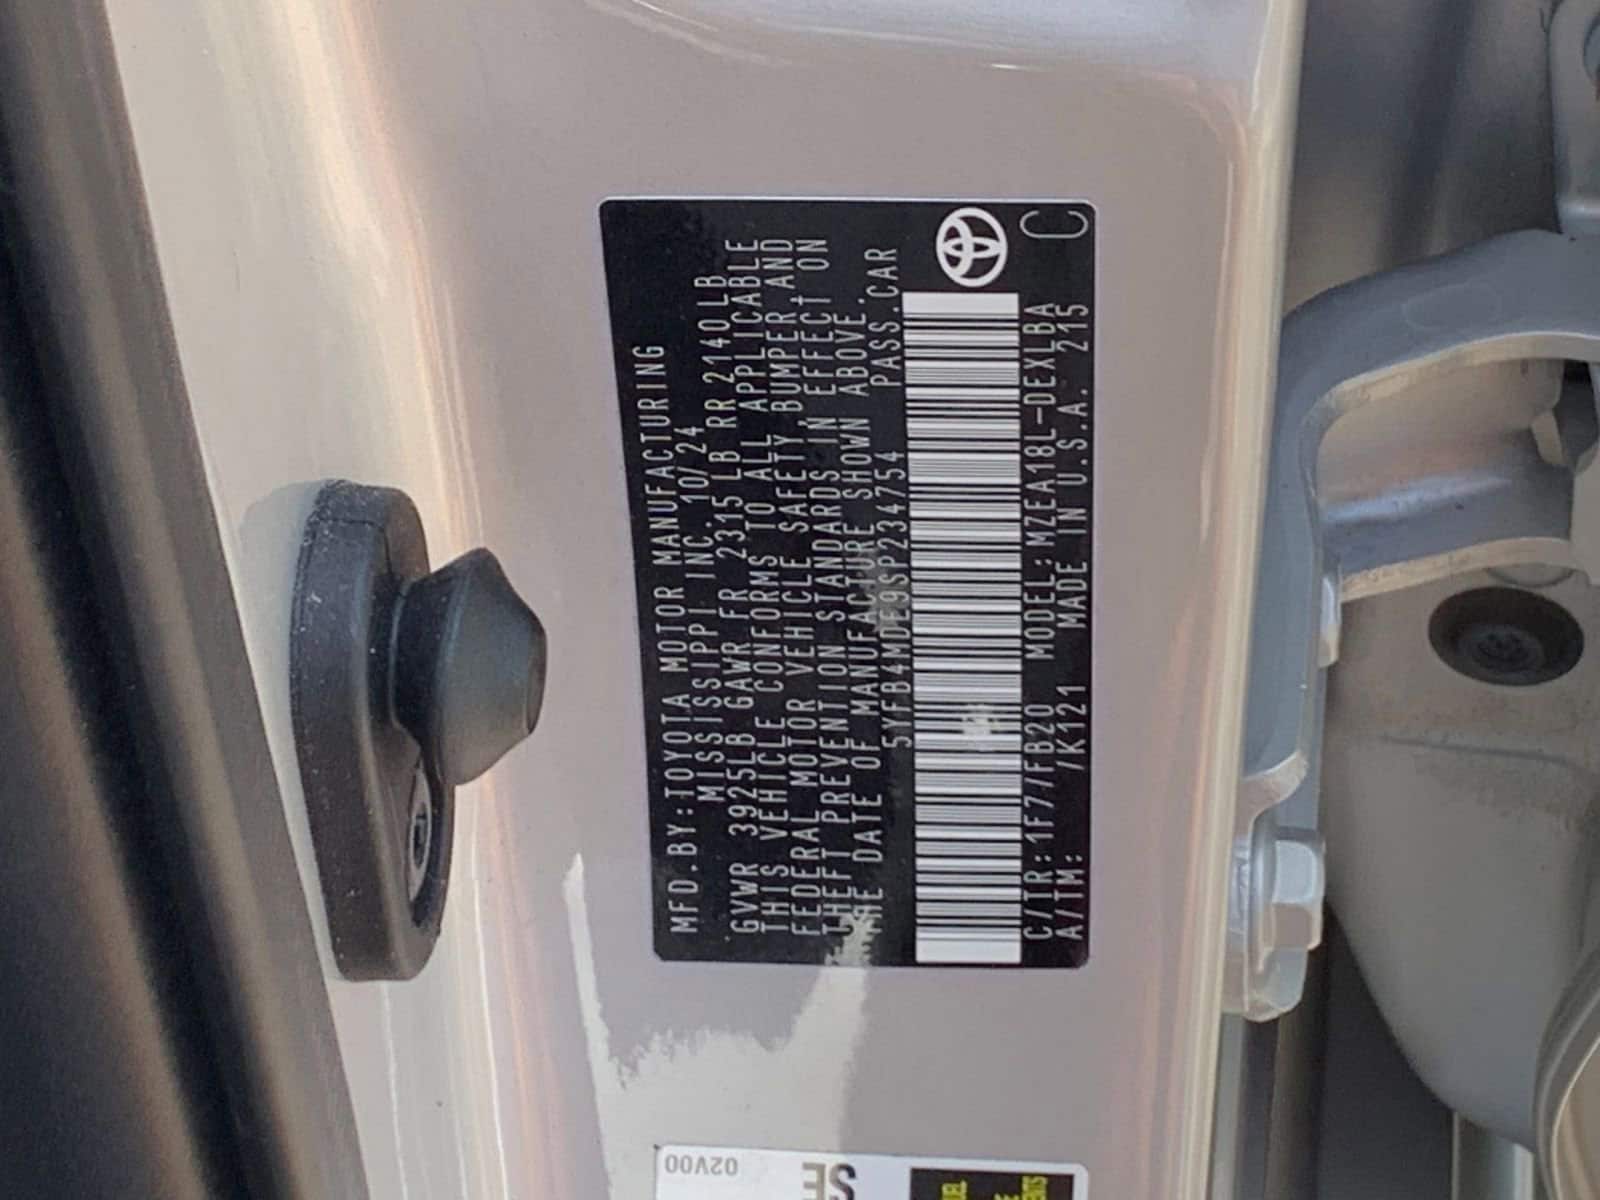 MFD.BY:TOYOTA MOTOR MANUFACTURING
MISSISSIPPI INC. 10/24
GVWR 3925LB GAWR FR 2315 LB RR 2140LB
THIS VEHICLE CONFORMS TO ALL APPLICABLE
FEDERAL MOTOR VEHICLE SAFETY, BUMPER, AND
THEFT PREVENTION STANDARDS IN EFFECT ON
THE DATE OF MANUFACTURE SHOWN ABOVE.
5YFB4MDE9SP234754 PASS.CAR
C/TR:1F7/FB20 MODEL:MZEA18L-DEXLBA
A/TM: /K121 MADE IN U.S.A. 215
C
02V00
SE